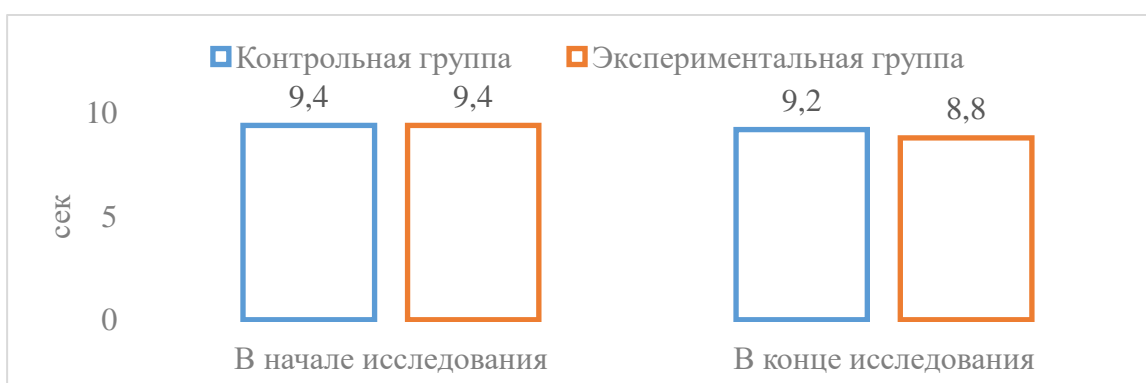 Контрольная группа Экспериментальная группа
9,4 9,4 9,2 8,8
10
сек
5
0
В начале исследования В конце исследования